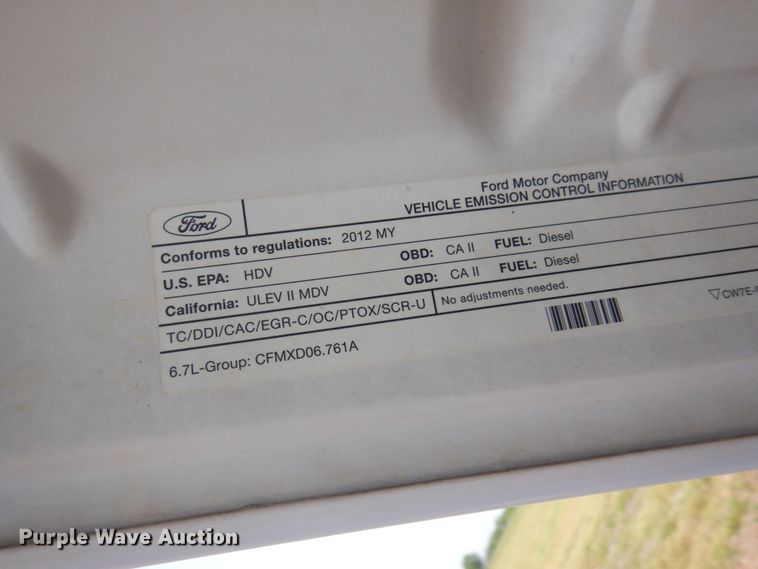 Ford Motor Company
VEHICLE EMISSION CONTROL INFORMATION
Ford
Conforms to regulations: 2012 MY
U.S. EPA: HDV OBD: CA II FUEL: Diesel
California: ULEV II MDV OBD: CA II FUEL: Diesel
TC/DDI/CAC/EGR-C/OC/PTOX/SCR-U No adjustments needed.
6.7L-Group: CFMXD06.761A
CW7E-
Purple Wave Auction